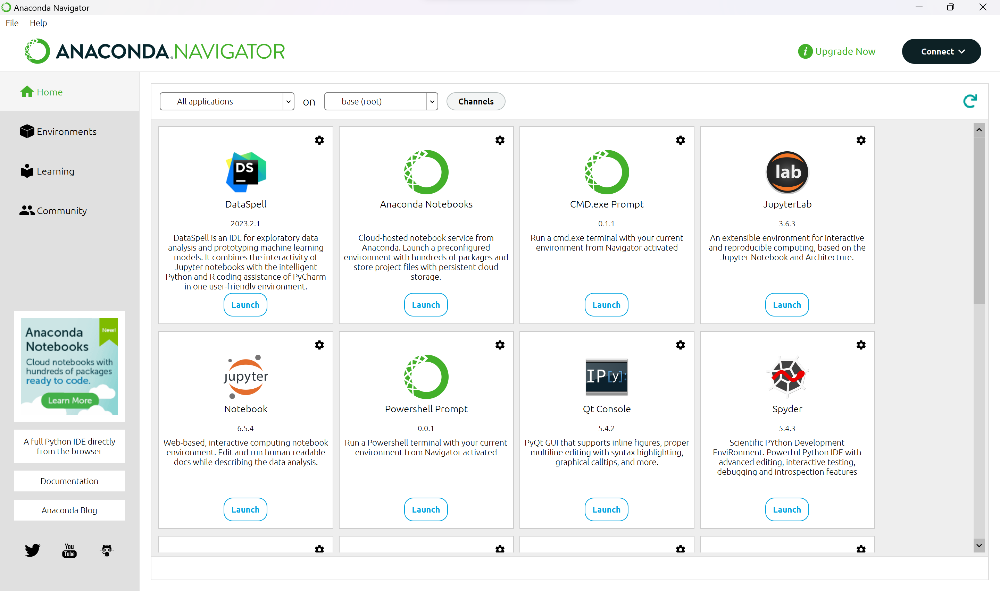 Anaconda Navigator
File Help
ANACONDA.NAVIGATOR
Upgrade Now
Connect
Home
Environments
Learning
Community
All applications
on
base (root)
Channels
DS
DataSpell
2023.2.1
DataSpell is an IDE for exploratory data
analysis and prototyping machine learning
models. It combines the interactivity of
Jupyter notebooks with the intelligent
Python and R coding assistance of PyCharm
in one user-friendly environment.
Launch
Anaconda Notebooks
Cloud-hosted notebook service from
Anaconda. Launch a preconfigured
environment with hundreds of packages and
store project files with persistent cloud
storage.
Launch
CMD.exe Prompt
0.1.1
Run a cmd.exe terminal with your current
environment from Navigator activated
Launch
lab
JupyterLab
3.6.3
An extensible environment for interactive
and reproducible computing, based on the
Jupyter Notebook and Architecture.
Launch
jupyter
Notebook
6.5.4
Web-based, interactive computing notebook
environment. Edit and run human-readable
docs while describing the data analysis.
Launch
Powershell Prompt
0.0.1
Run a Powershell terminal with your current
environment from Navigator activated
Launch
IP[y]:
Qt Console
5.4.2
PyQt GUI that supports inline figures, proper
multiline editing with syntax highlighting,
graphical calltips, and more.
Launch
Spyder
5.4.3
Scientific PYthon Development
EnviRonment. Powerful Python IDE with
advanced editing, interactive testing,
debugging and introspection features
Launch
New!
Anaconda
Notebooks
Cloud notebooks with
hundreds of packages
ready to code.
Learn More
A full Python IDE directly
from the browser
Documentation
Anaconda Blog
You
Tube